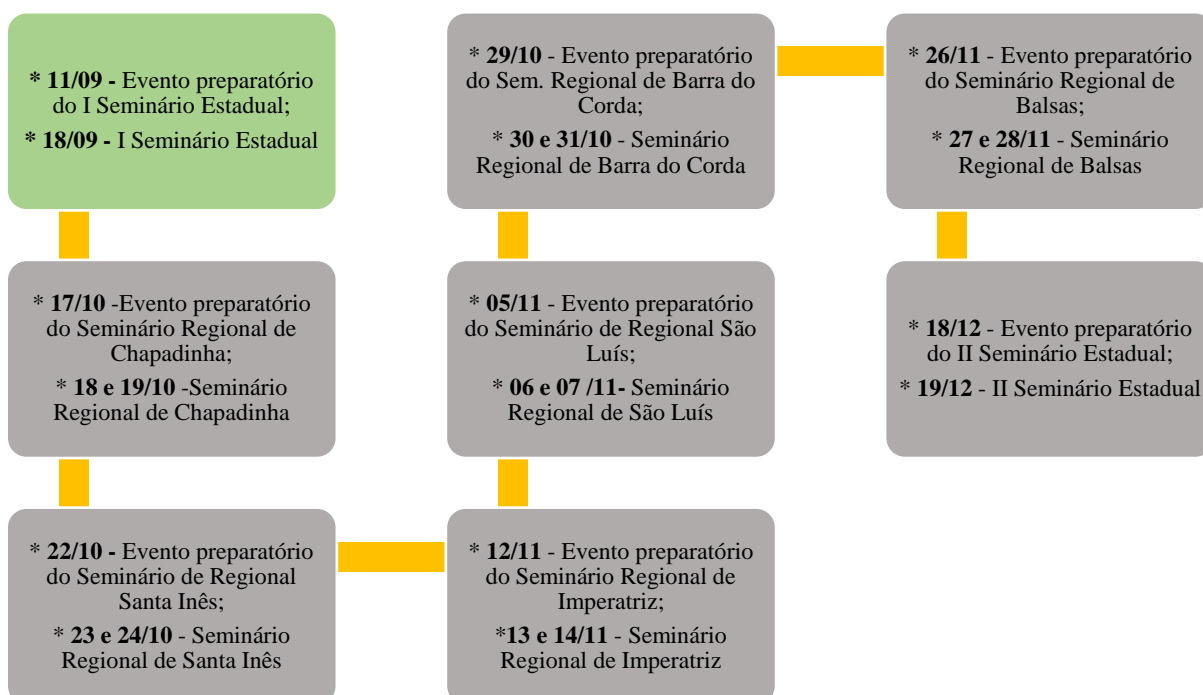 * 11/09 - Evento preparatório
do I Seminário Estadual;
* 18/09 - I Seminário Estadual
* 17/10 -Evento preparatório
do Seminário Regional de
Chapadinha;
* 18 e 19/10 -Seminário
Regional de Chapadinha
* 22/10 - Evento preparatório
do Seminário de Regional
Santa Inês;
* 23 e 24/10 - Seminário
Regional de Santa Inês
* 12/11 - Evento preparatório
do Seminário Regional de
Imperatriz;
*13 e 14/11 - Seminário
Regional de Imperatriz
* 05/11 - Evento preparatório
do Seminário de Regional São
Luís;
* 06 e 07 /11- Seminário
Regional de São Luís
* 29/10 - Evento preparatório
do Sem. Regional de Barra do
Corda;
* 30 e 31/10 - Seminário
Regional de Barra do Corda
* 26/11 - Evento preparatório
do Seminário Regional de
Balsas;
* 27 e 28/11 - Seminário
Regional de Balsas
* 18/12 - Evento preparatório
do II Seminário Estadual;
* 19/12 - II Seminário Estadual